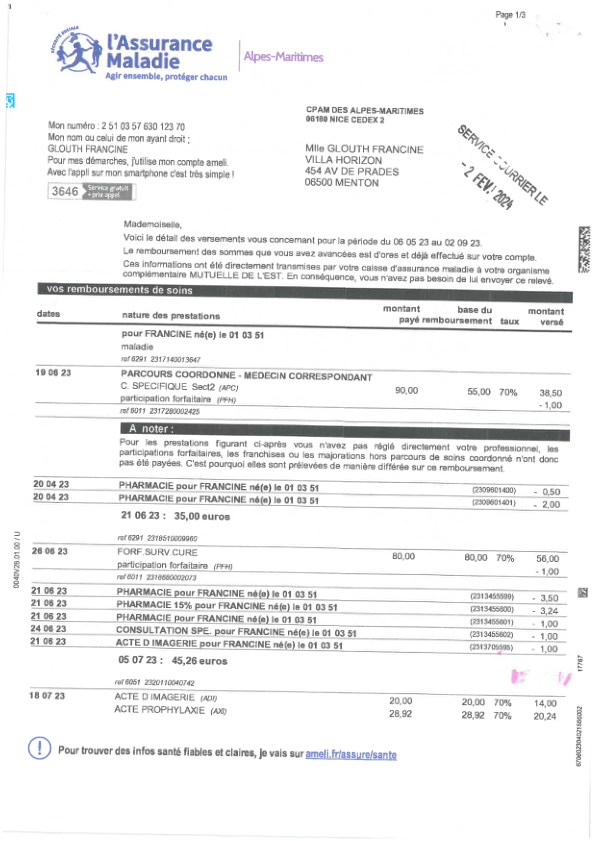 Page 1/3
SÉCURITÉ SOCIALE
l'Assurance
Maladie
Agir ensemble, protéger chacun
Alpes-Maritimes
CPAM DES ALPES-MARITIMES
06180 NICE CEDEX 2
Mon numéro : 2 51 03 57 630 123 70
Mon nom ou celui de mon ayant droit :
GLOUTH FRANCINE
Pour mes démarches, j'utilise mon compte ameli.
Avec l'appli sur mon smartphone c'est très simple !
3646 Service gratuit
+ prix appel
Mlle GLOUTH FRANCINE
VILLA HORIZON
454 AV DE PRADES
06500 MENTON
SERVICE COURRIER LE
- 2 FEV. 2024
Mademoiselle,
Voici le détail des versements vous concernant pour la période du 06 05 23 au 02 09 23.
Le remboursement des sommes que vous avez avancées est d'ores et déjà effectué sur votre compte.
Ces informations ont été directement transmises par votre caisse d'assurance maladie à votre organisme
complémentaire MUTUELLE DE L'EST. En conséquence, vous n'avez pas besoin de lui envoyer ce relevé.
vos remboursements de soins
dates nature des prestations montant payé base du remboursement taux montant versé
pour FRANCINE né(e) le 01 03 51
maladie
ref 6291 2317140013647
19 06 23 PARCOURS COORDONNE - MEDECIN CORRESPONDANT
C. SPECIFIQUE Sect2 (APC) 90,00 55,00 70% 38,50
participation forfaitaire (PFH) - 1,00
ref 6011 2317280002425
A noter :
Pour les prestations figurant ci-après vous n'avez pas réglé directement votre professionnel, les
participations forfaitaires, les franchises ou les majorations hors parcours de soins coordonné n'ont donc
pas été payées. C'est pourquoi elles sont prélevées de manière différée sur ce remboursement.
20 04 23 PHARMACIE pour FRANCINE né(e) le 01 03 51 (2309601400) - 0,50
20 04 23 PHARMACIE pour FRANCINE né(e) le 01 03 51 (2309601401) - 2,00
21 06 23 : 35,00 euros
ref 6291 2318510009960
26 06 23 FORF.SURV.CURE 80,00 80,00 70% 56,00
participation forfaitaire (PFH) - 1,00
ref 6011 2318680002073
21 06 23 PHARMACIE pour FRANCINE né(e) le 01 03 51 (2313455599) - 3,50
21 06 23 PHARMACIE 15% pour FRANCINE né(e) le 01 03 51 (2313455600) - 3,24
21 06 23 PHARMACIE pour FRANCINE né(e) le 01 03 51 (2313455601) - 1,00
24 06 23 CONSULTATION SPE. pour FRANCINE né(e) le 01 03 51 (2313455602) - 1,00
21 06 23 ACTE D IMAGERIE pour FRANCINE né(e) le 01 03 51 (2313705595) - 1,00
05 07 23 : 45,26 euros
ref 6051 2320110040742
18 07 23 ACTE D IMAGERIE (ADI) 20,00 20,00 70% 14,00
ACTE PROPHYLAXIE (AXI) 28,92 28,92 70% 20,24
Pour trouver des infos santé fiables et claires, je vais sur ameli.fr/assure/sante
17767